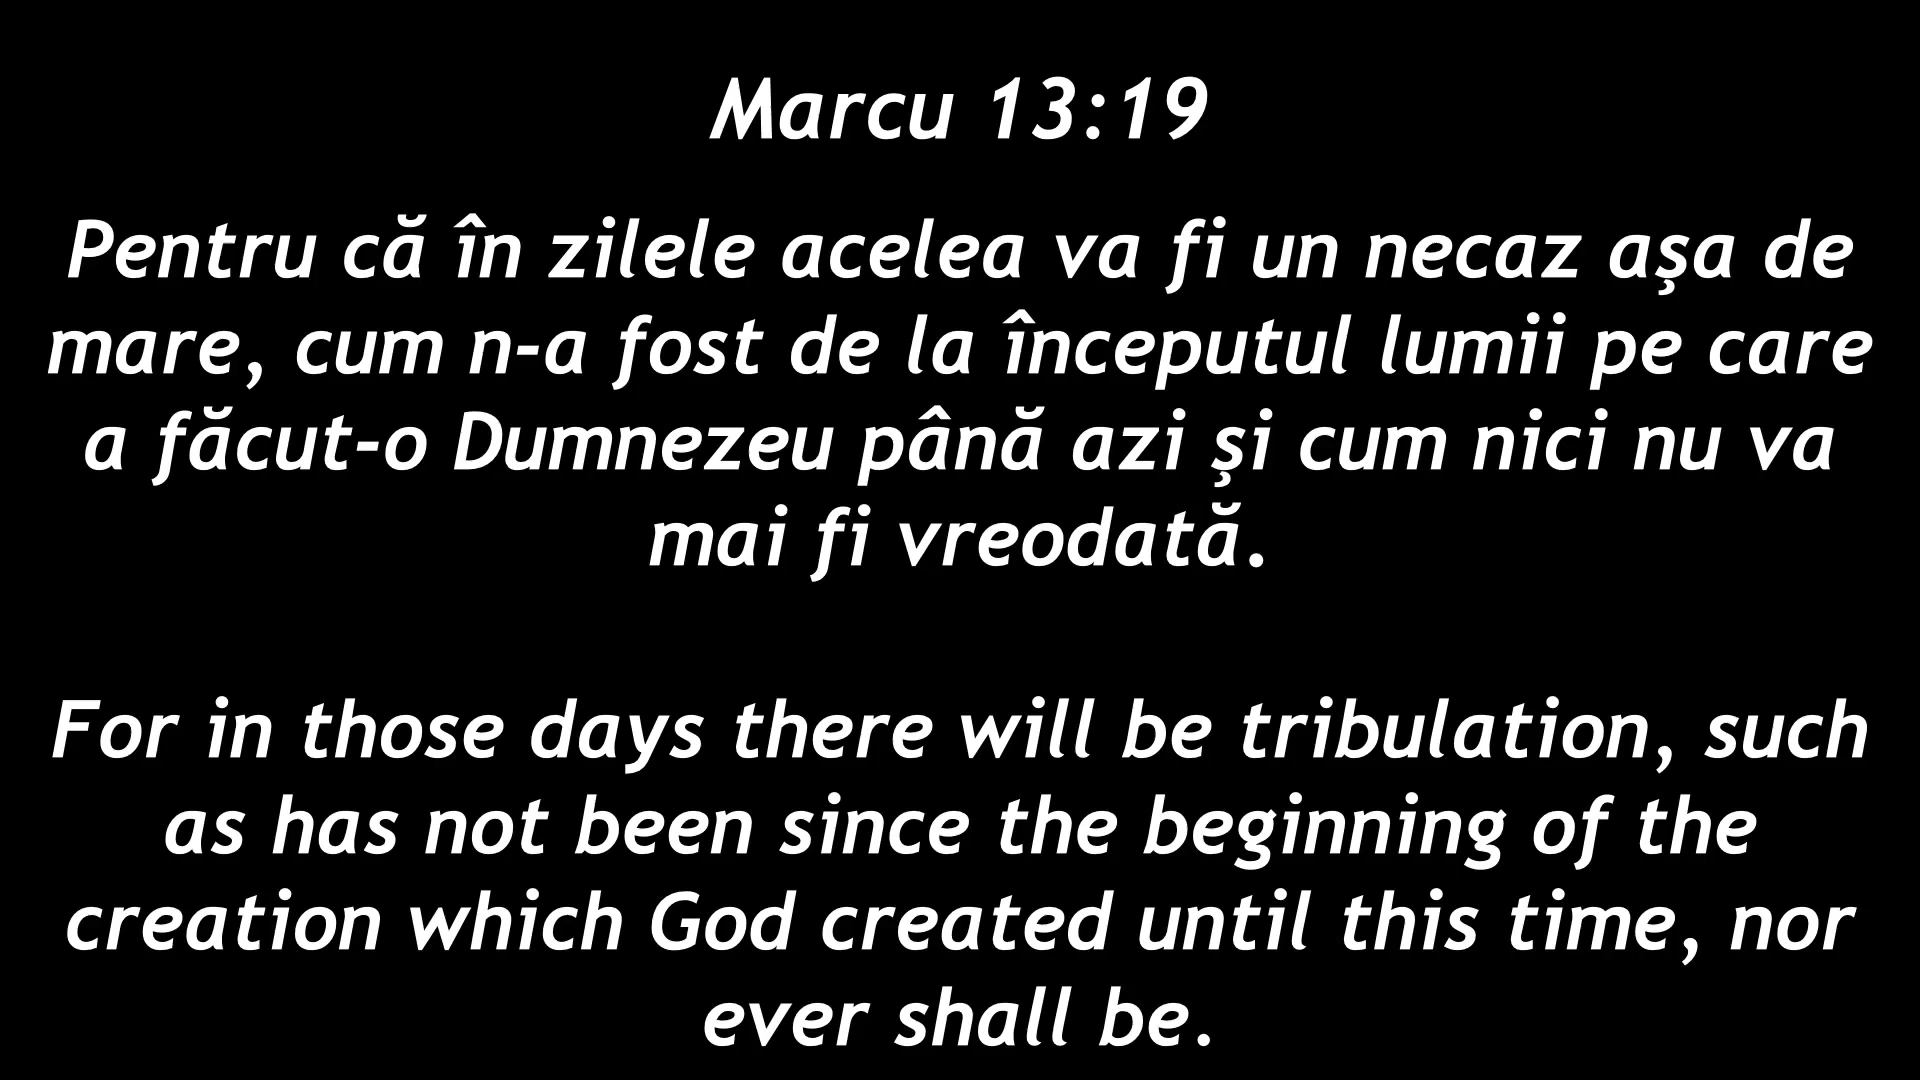 Marcu 13:19
Pentru că în zilele acelea va fi un necaz aşa de
mare, cum n-a fost de la începutul lumii pe care
a făcut-o Dumnezeu până azi şi cum nici nu va
mai fi vreodată.
For in those days there will be tribulation, such
as has not been since the beginning of the
creation which God created until this time, nor
ever shall be.